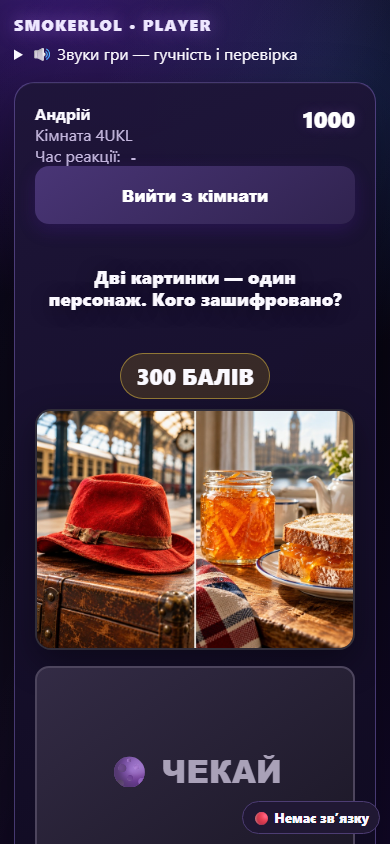 SMOKERLOL • PLAYER
Звуки гри — гучність і перевірка
Андрій
1000
Кімната 4UKL
Час реакції: -
Вийти з кімнати
Дві картинки — один
персонаж. Кого зашифровано?
300 БАЛІВ
ЧЕКАЙ
Немає зв’язку